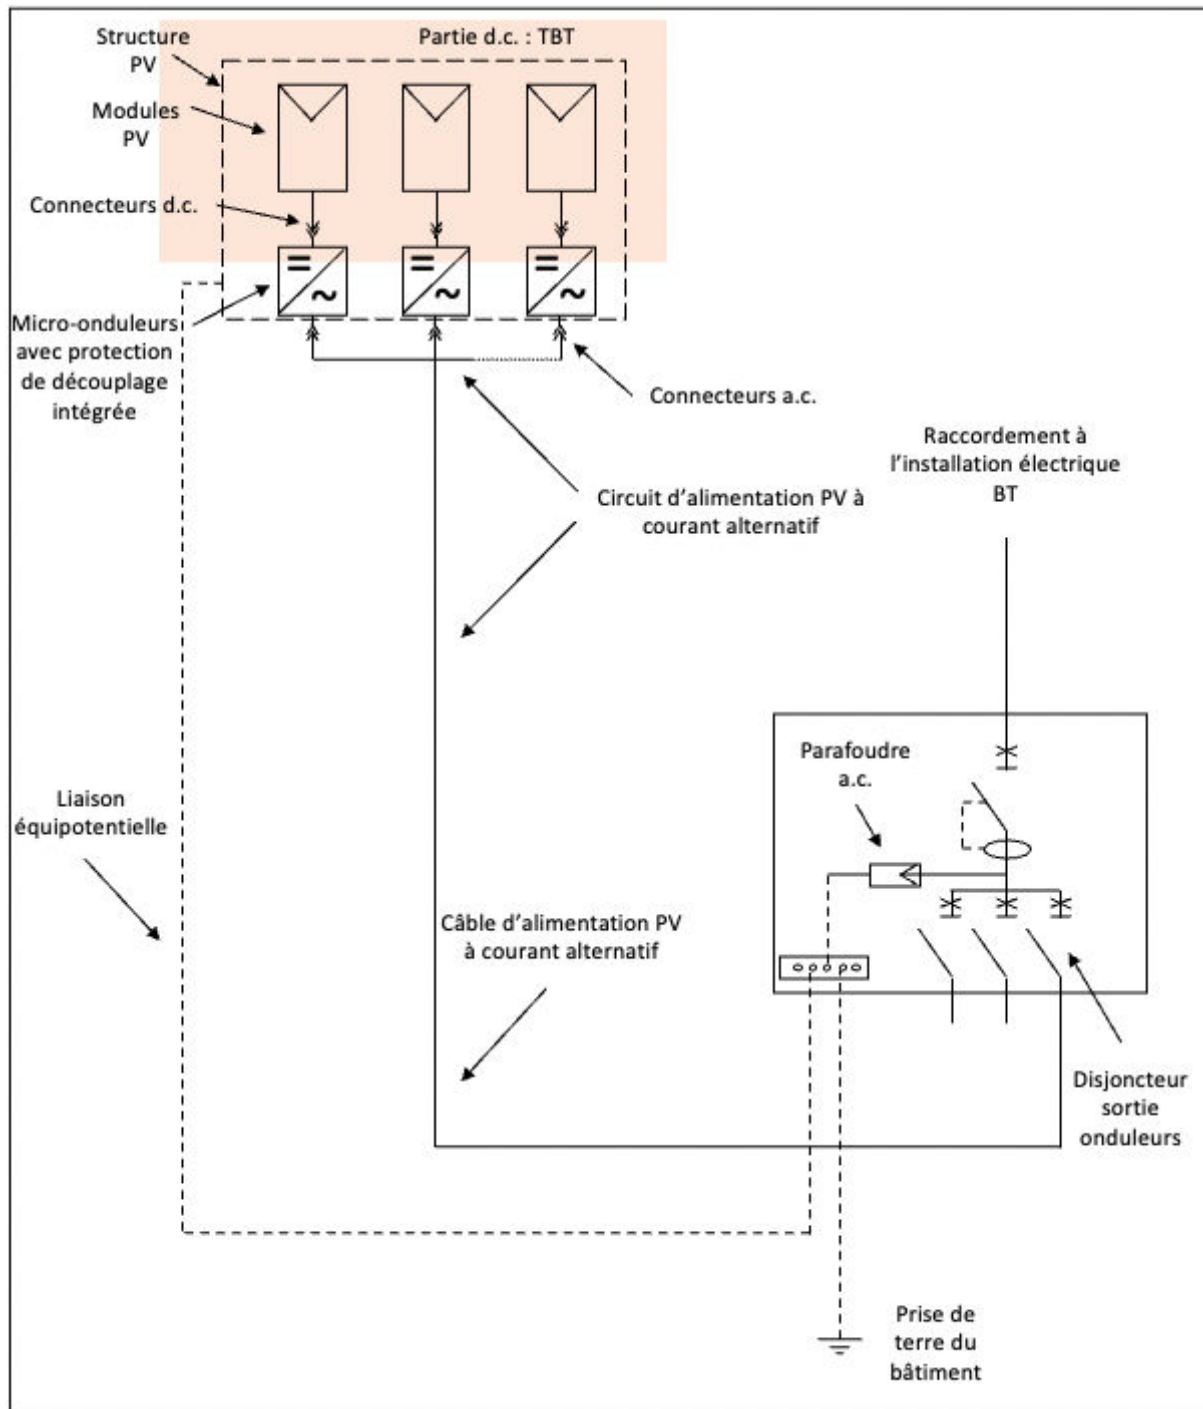 Structure
PV
Partie d.c. : TBT
Modules
PV
Connecteurs d.c.
Micro-onduleurs
avec protection
de découplage
intégrée
Connecteurs a.c.
Raccordement à
l'installation électrique
BT
Circuit d'alimentation PV à
courant alternatif
Parafoudre
a.c.
Liaison
équipotentielle
Câble d'alimentation PV
à courant alternatif
Disjoncteur
sortie
onduleurs
Prise de
terre du
bâtiment